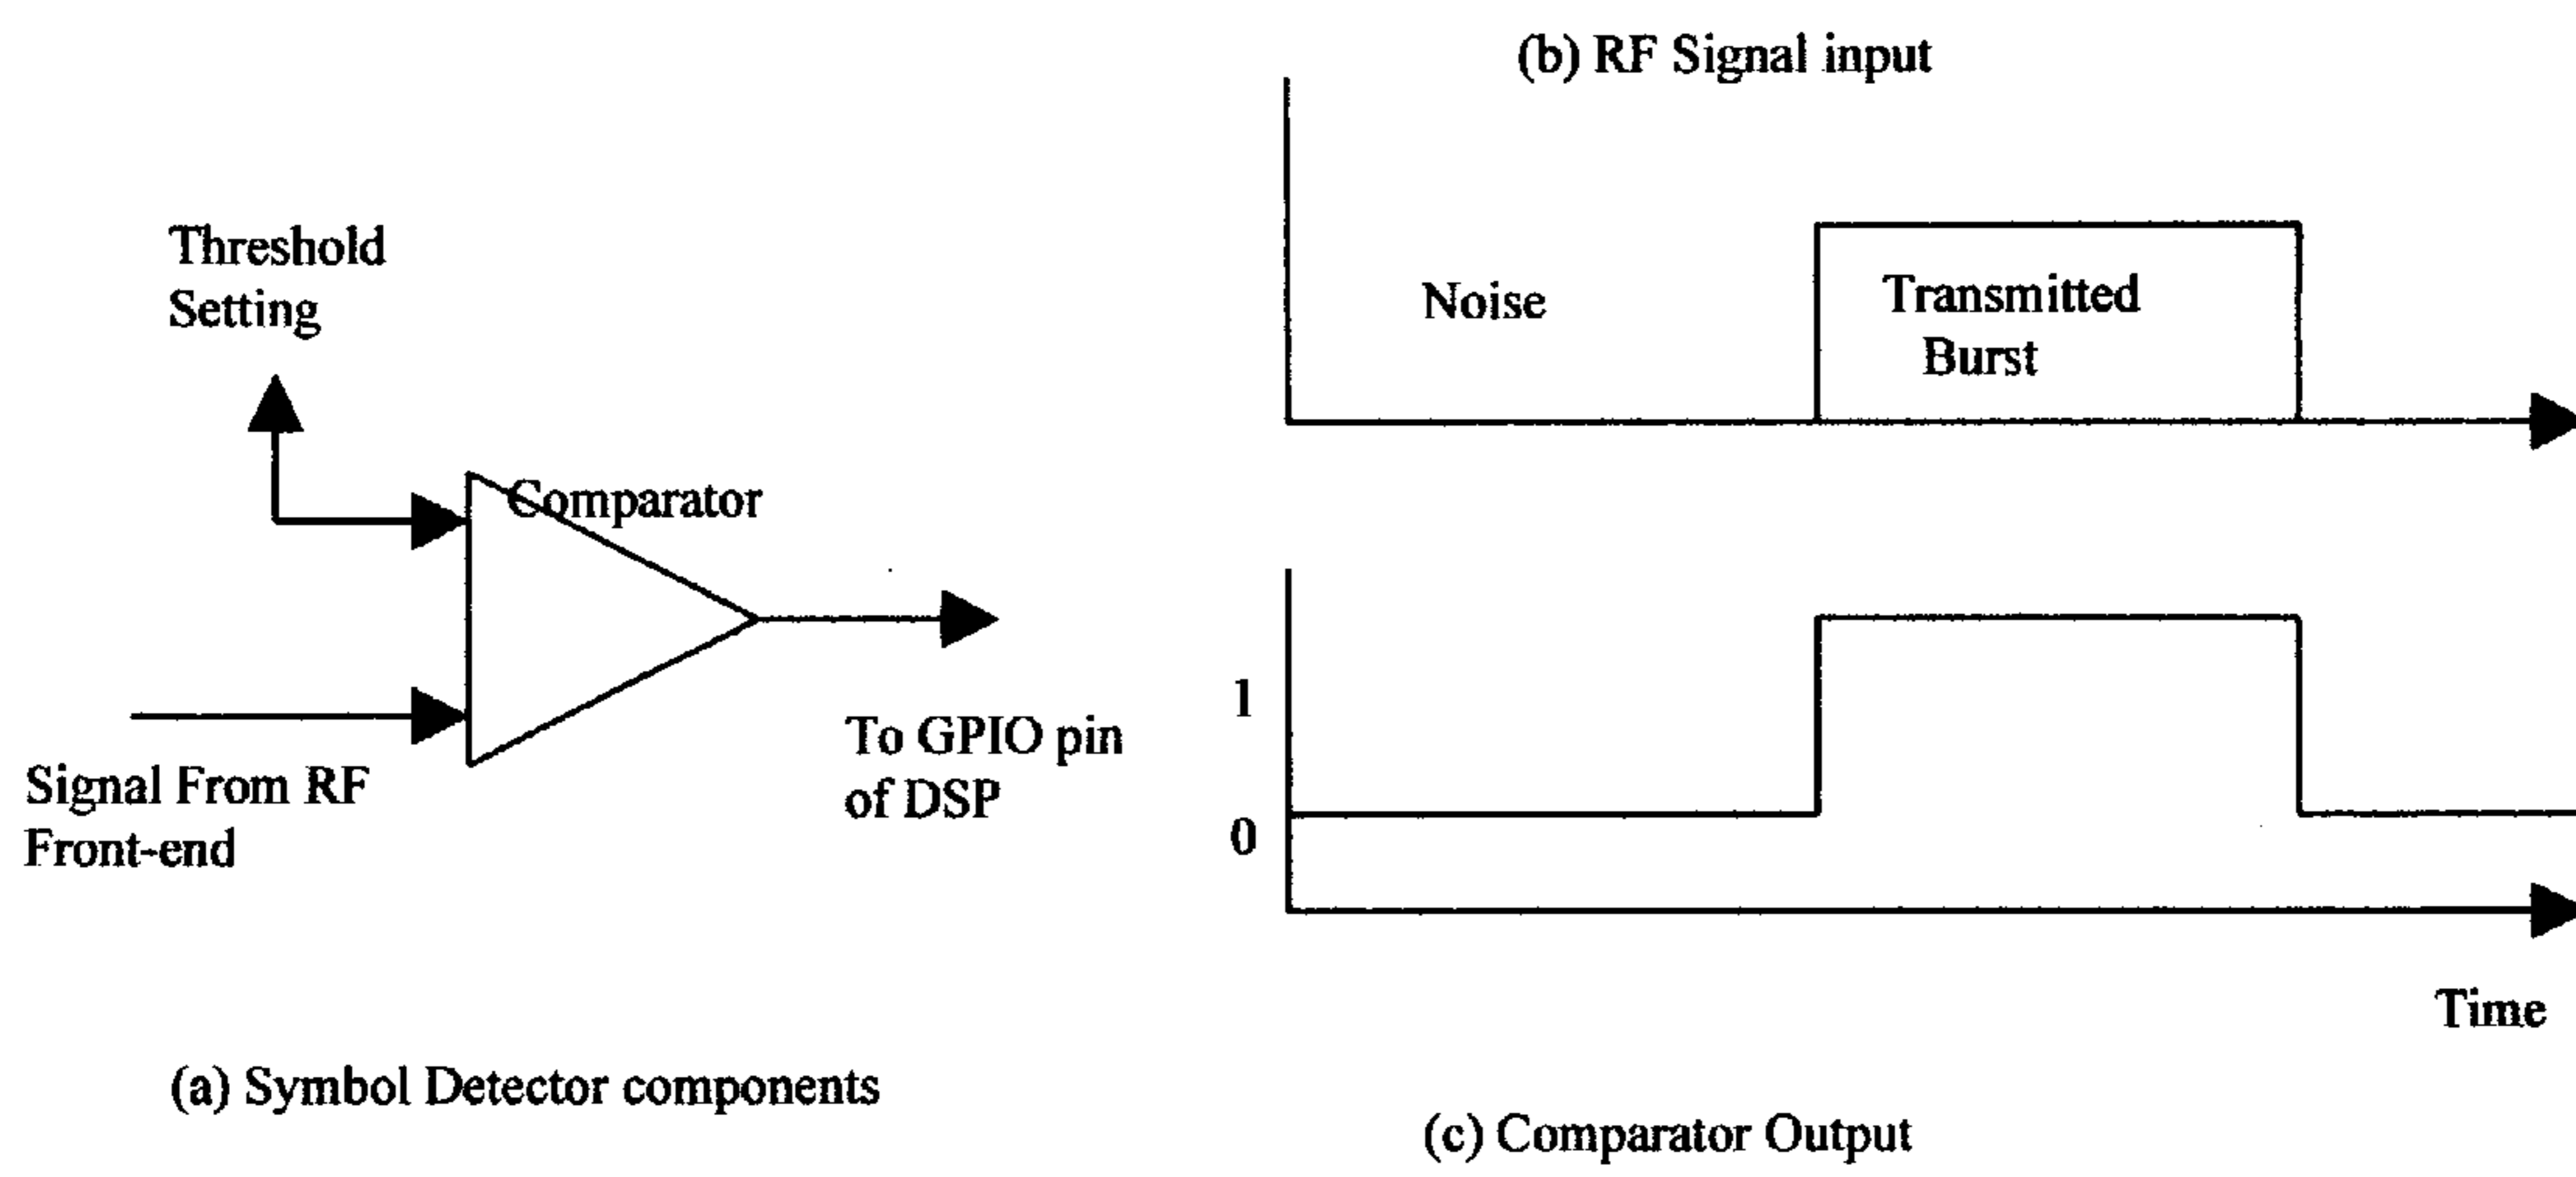 (b) RF Signal input
Threshold
Setting
Noise
Transmitted
Burst
Comparator
1
To GPIO pin
of DSP
Signal From RF
Front-end
0
Time
(a) Symbol Detector components
(c) Comparator Output